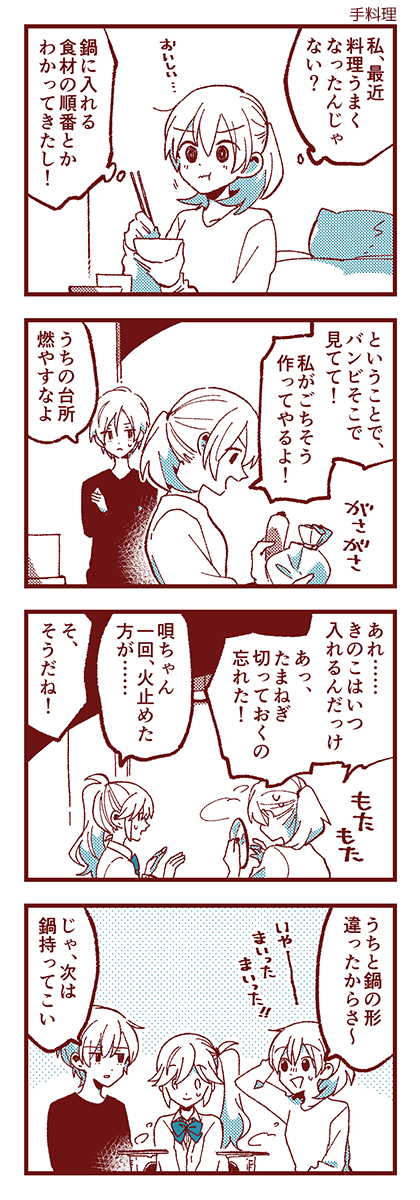 手料理
私、最近
料理うまく
なったんじゃ
ない？
おいしい…
鍋に入れる
食材の順番とか
わかってきたし！
ということで、
バンビそこで
見てて！
私がごちそう
作ってやるよ！
がさ
がさ
うちの台所
燃やすなよ
あれ……
きのこはいつ
入れるんだっけ
あっ、
たまねぎ
切っておくの
忘れた！
もた
もた
唄ちゃん
一回、火止めた
方が……
そ、
そうだね！
うちと鍋の形
違ったからさ〜
いやー
まいった
まいった!!
じゃ、次は
鍋持ってこい